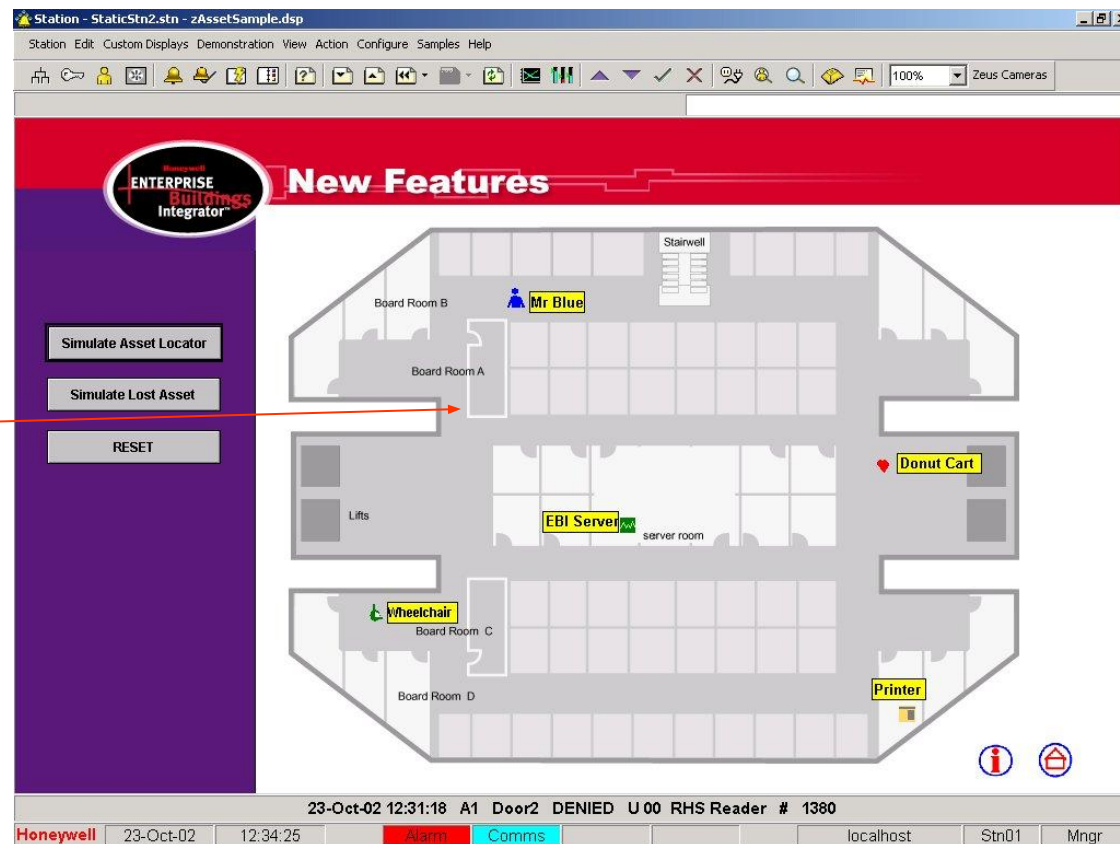 Station - StaticStn2.stn - zAssetSample.dsp
Station Edit Custom Displays Demonstration View Action Configure Samples Help
100% Zeus Cameras
Honeywell
ENTERPRISE
Buildings
Integrator™
New Features
Stairwell
Board Room B
Mr Blue
Simulate Asset Locator
Board Room A
Simulate Lost Asset
RESET
Donut Cart
Lifts
EBI Server
server room
Wheelchair
Board Room C
Board Room D
Printer
23-Oct-02 12:31:18 A1 Door2 DENIED U 00 RHS Reader # 1380
Honeywell 23-Oct-02 12:34:25 Alarm Comms localhost Stn01 Mngr